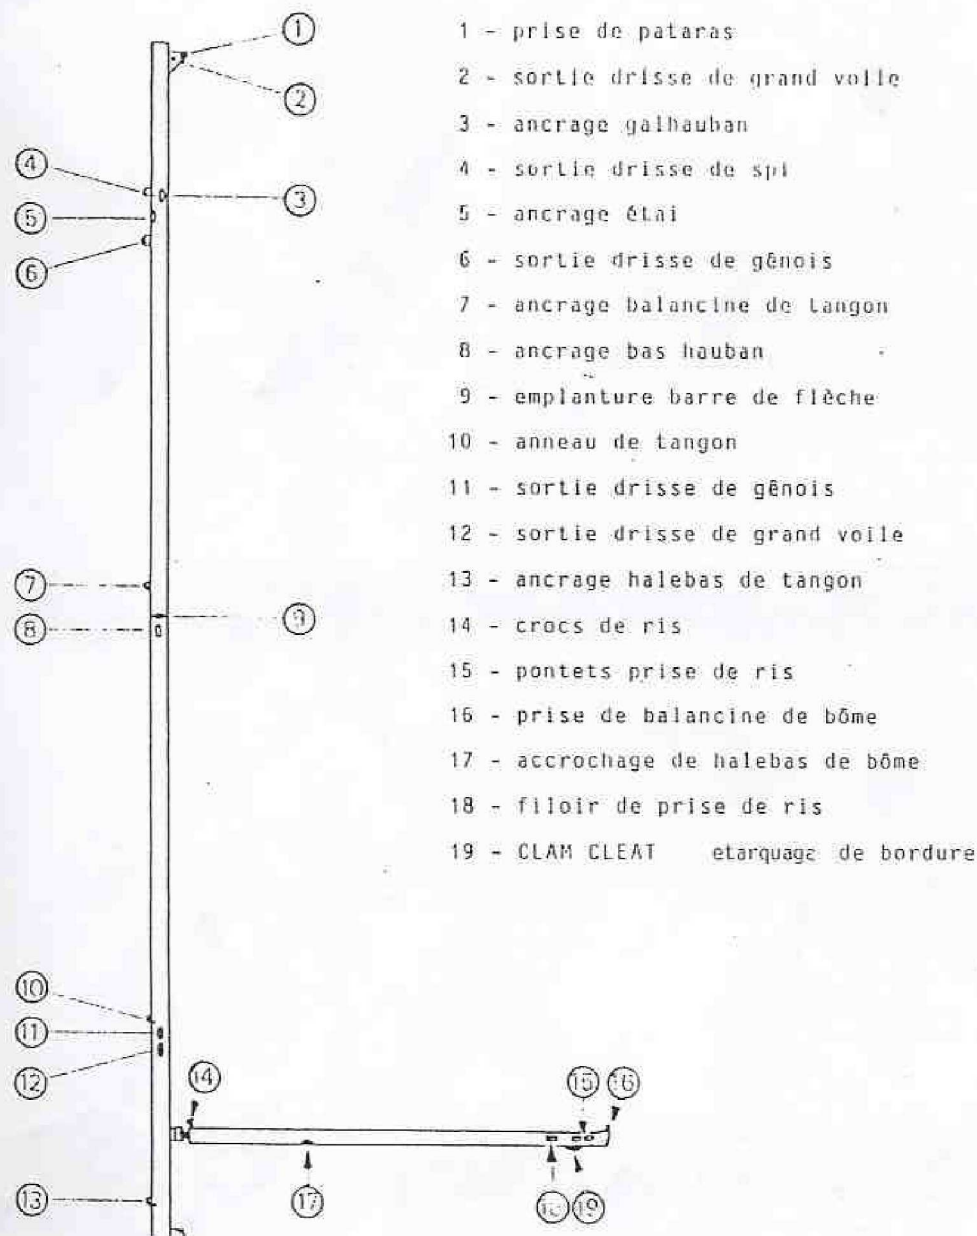 1 - prise de pataras
2 - sortie drisse de grand voile
3 - ancrage galhauban
4 - sortie drisse de spi
5 - ancrage étai
6 - sortie drisse de gênois
7 - ancrage balancine de tangon
8 - ancrage bas hauban
9 - emplanture barre de flèche
10 - anneau de tangon
11 - sortie drisse de gênois
12 - sortie drisse de grand voile
13 - ancrage halebas de tangon
14 - crocs de ris
15 - pontets prise de ris
16 - prise de balancine de bôme
17 - accrochage de halebas de bôme
18 - filoir de prise de ris
19 - CLAM CLEAT etarquage de bordure
1
2
4
3
5
6
7
8
9
10
11
12
14
15
16
13
17
18
19